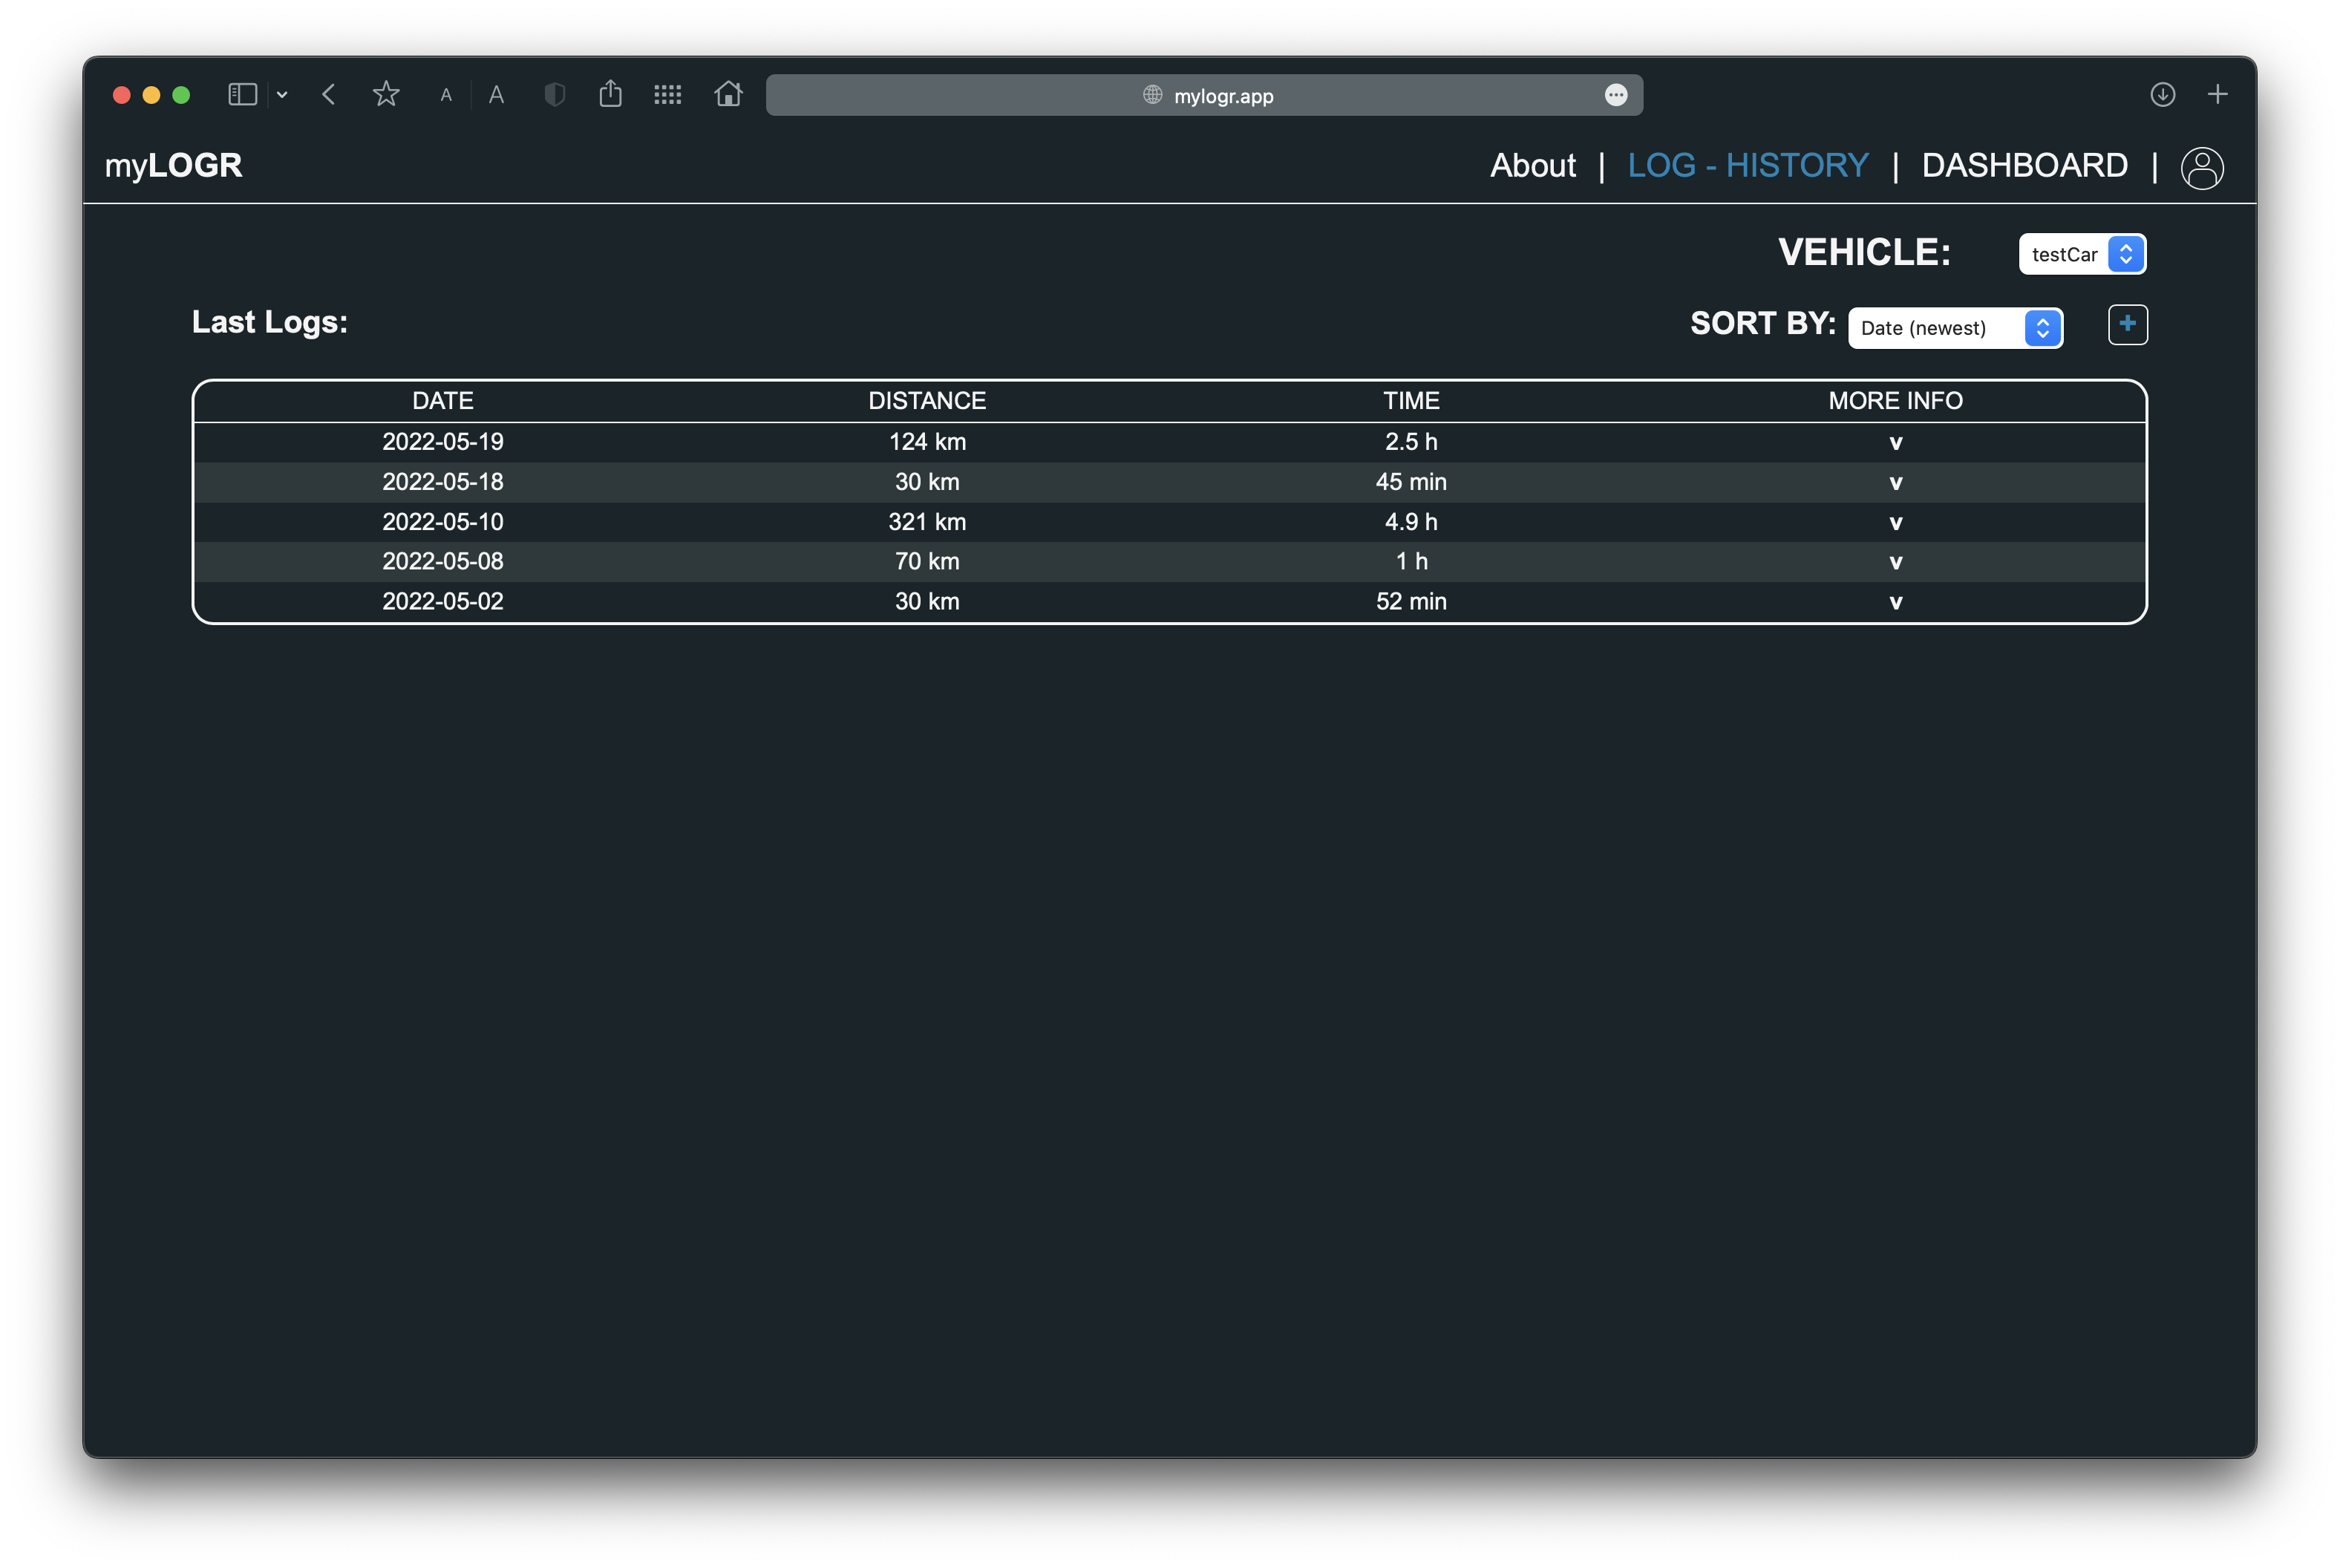 A A mylogr.app
myLOGR About | LOG - HISTORY | DASHBOARD |
VEHICLE: testCar
Last Logs: SORT BY: Date (newest) +
DATE DISTANCE TIME MORE INFO
2022-05-19 124 km 2.5 h v
2022-05-18 30 km 45 min v
2022-05-10 321 km 4.9 h v
2022-05-08 70 km 1 h v
2022-05-02 30 km 52 min v